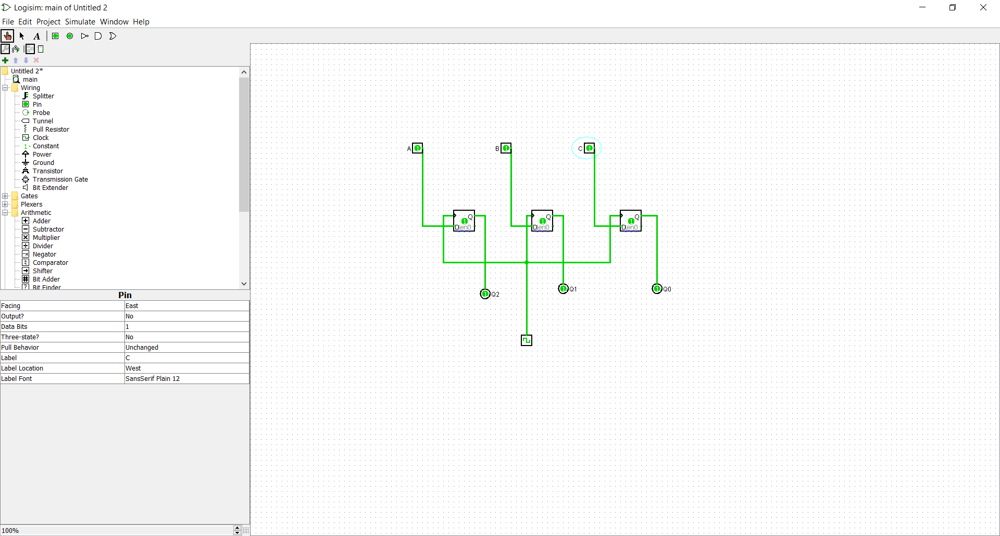 Logisim: main of Untitled 2
File Edit Project Simulate Window Help
A
Untitled 2*
main
Wiring
Splitter
Pin
Probe
Tunnel
Pull Resistor
Clock
Constant
Power
Ground
Transistor
Transmission Gate
Bit Extender
Gates
Plexers
Arithmetic
Adder
Subtractor
Multiplier
Divider
Negator
Comparator
Shifter
Bit Adder
Bit Finder
Pin
Facing East
Output? No
Data Bits 1
Three-state? No
Pull Behavior Unchanged
Label C
Label Location West
Label Font SansSerif Plain 12
100%
A 1 B 1 C 1
Q Q Q
1 1 1
D en 0 D en 0 D en 0
1 Q2 1 Q1 1 Q0